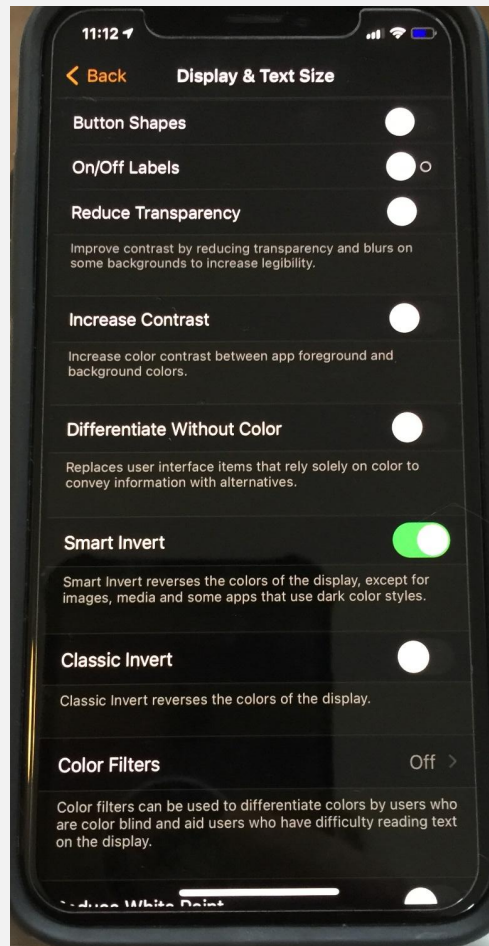 11:12
Back
Display & Text Size
Button Shapes
On/Off Labels
Reduce Transparency
Improve contrast by reducing transparency and blurs on
some backgrounds to increase legibility.
Increase Contrast
Increase color contrast between app foreground and
background colors.
Differentiate Without Color
Replaces user interface items that rely solely on color to
convey information with alternatives.
Smart Invert
Smart Invert reverses the colors of the display, except for
images, media and some apps that use dark color styles.
Classic Invert
Classic Invert reverses the colors of the display.
Color Filters
Off
Color filters can be used to differentiate colors by users who
are color blind and aid users who have difficulty reading text
on the display.
White Point